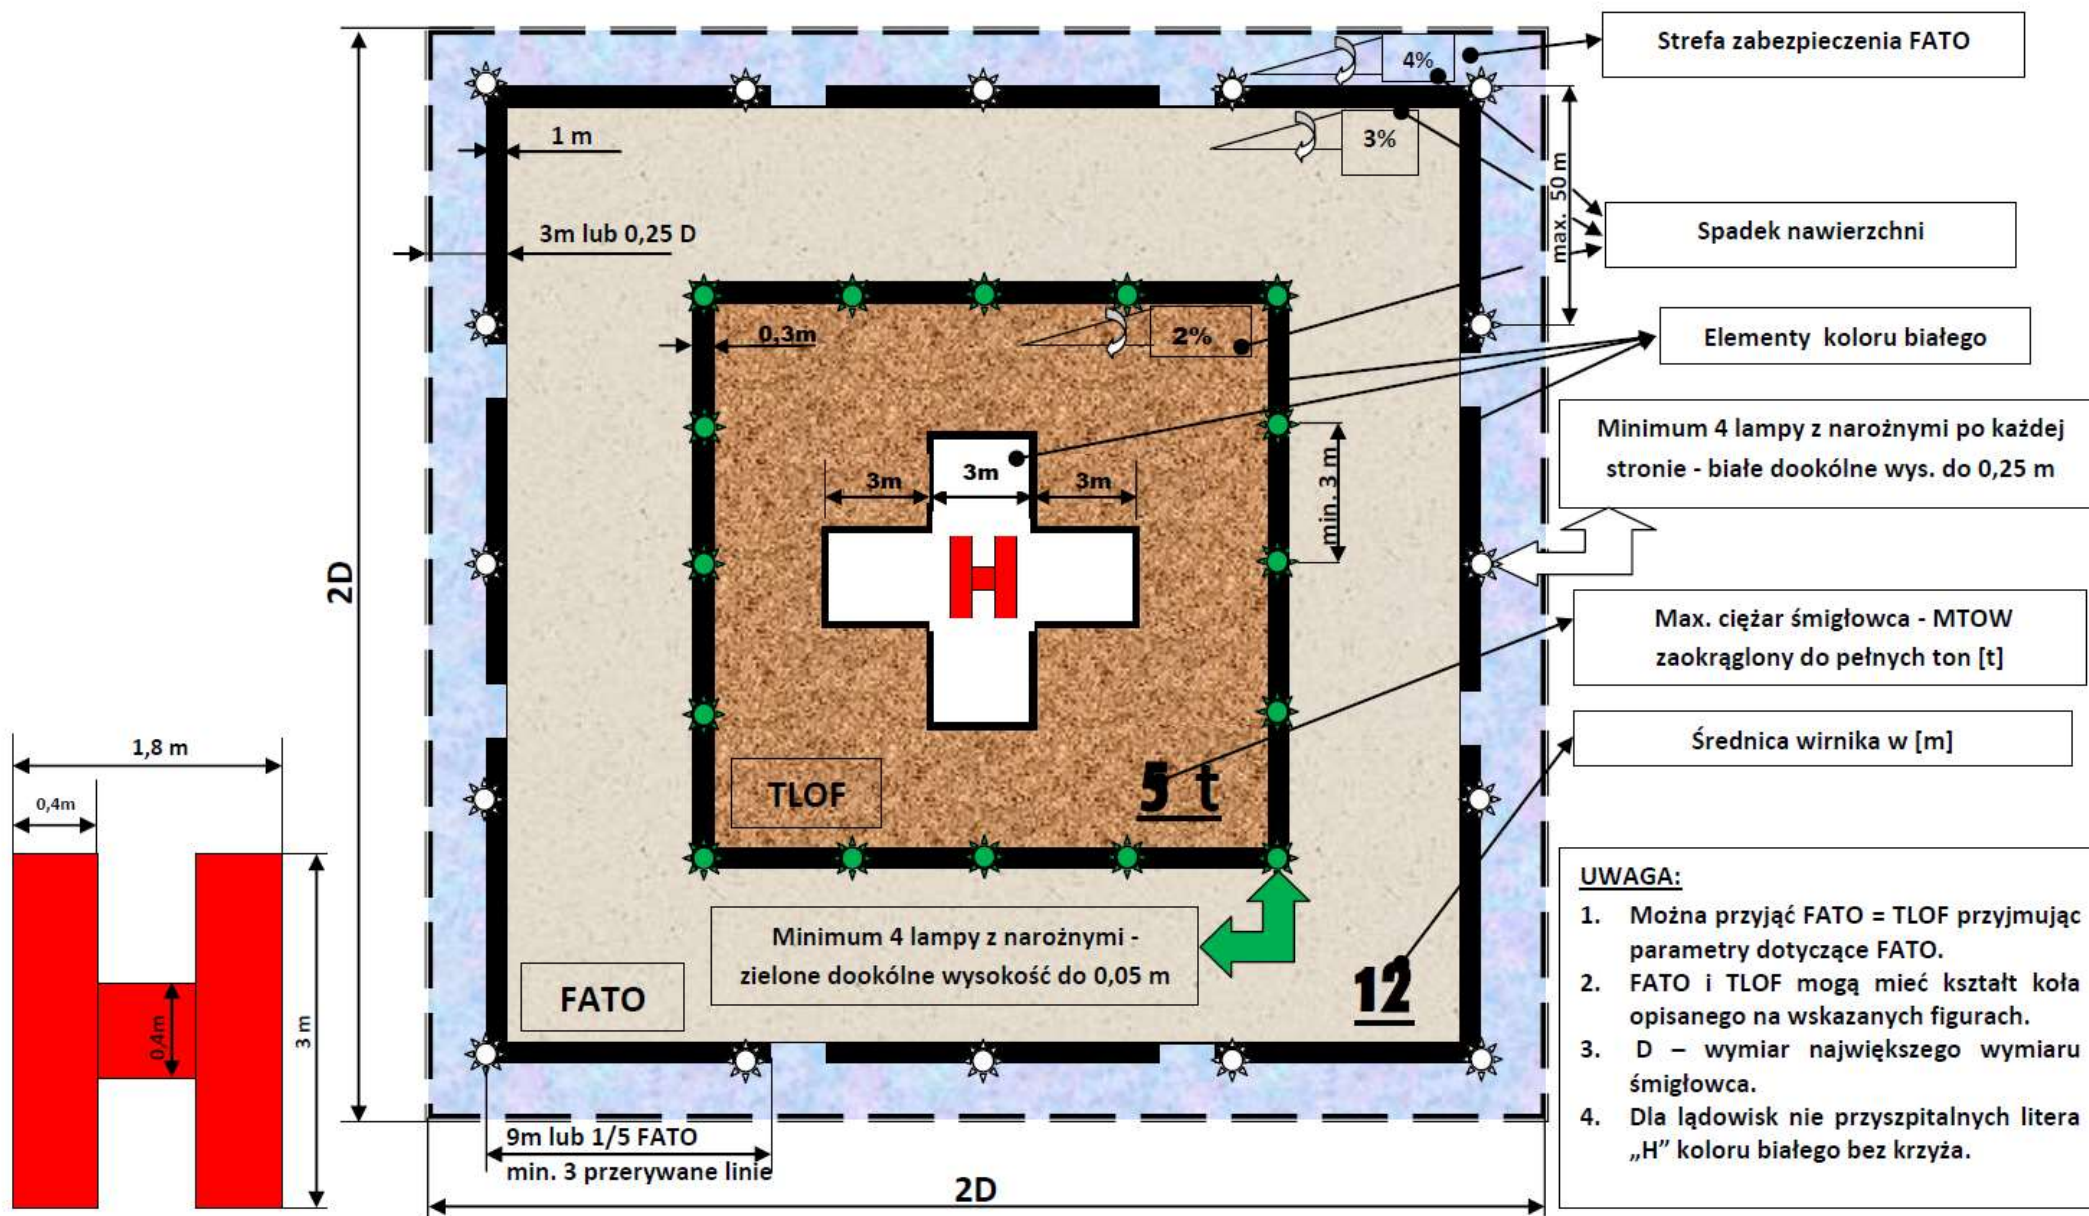 Strefa zabezpieczenia FATO
4%
3%
1 m
3m lub 0,25 D
max. 50 m
Spadek nawierzchni
0,3m
2%
Elementy koloru białego
Minimum 4 lampy z narożnymi po każdej
stronie - białe dookólne wys. do 0,25 m
3m
3m
3m
min. 3 m
H
2D
Max. ciężar śmigłowca - MTOW
zaokrąglony do pełnych ton [t]
Średnica wirnika w [m]
TLOF
5 t
1,8 m
0,4m
0,4m
3 m
H
Minimum 4 lampy z narożnymi -
zielone dookólne wysokość do 0,05 m
FATO
12
9m lub 1/5 FATO
min. 3 przerywane linie
2D
UWAGA:
1. Można przyjąć FATO = TLOF przyjmując
parametry dotyczące FATO.
2. FATO i TLOF mogą mieć kształt koła
opisanego na wskazanych figurach.
3. D – wymiar największego wymiaru
śmigłowca.
4. Dla lądowisk nie przyszpitalnych litera
„H” koloru białego bez krzyża.